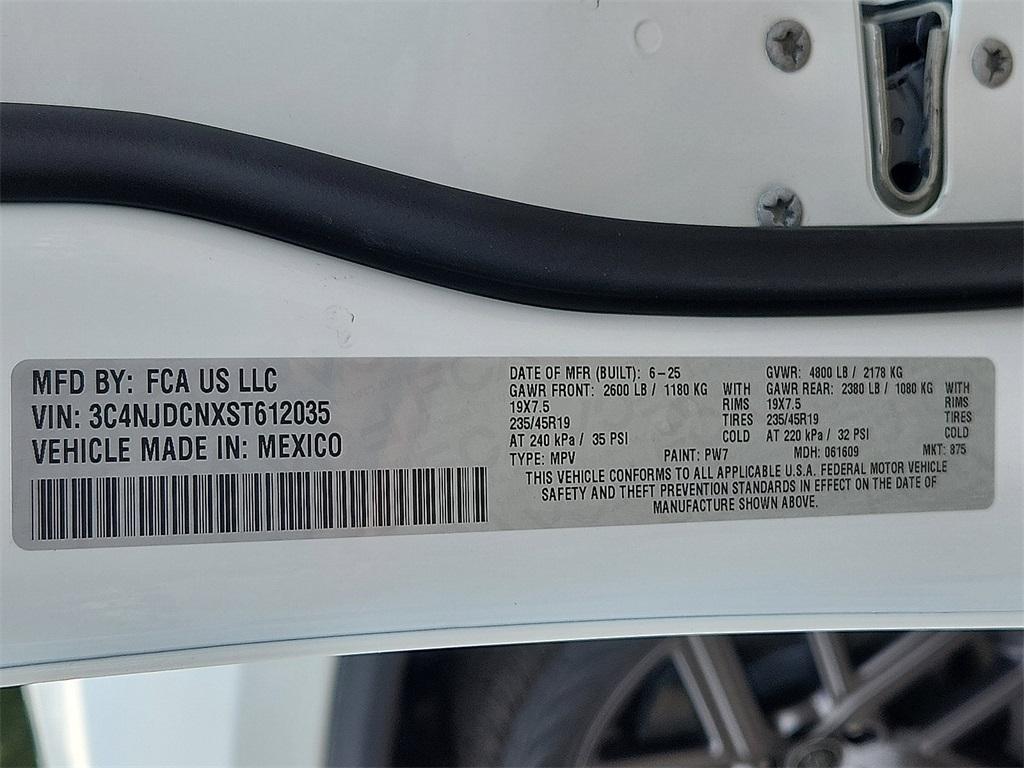 MFD BY: FCA US LLC
VIN: 3C4NJDCNXST612035
VEHICLE MADE IN: MEXICO
DATE OF MFR (BUILT): 6-25
GAWR FRONT: 2600 LB / 1180 KG WITH
19X7.5 RIMS
235/45R19 TIRES
AT 240 kPa / 35 PSI COLD
GVWR: 4800 LB / 2178 KG
GAWR REAR: 2380 LB / 1080 KG WITH
19X7.5 RIMS
235/45R19 TIRES
AT 220 kPa / 32 PSI COLD
TYPE: MPV PAINT: PW7 MDH: 061609 MKT: 875
THIS VEHICLE CONFORMS TO ALL APPLICABLE U.S.A. FEDERAL MOTOR VEHICLE
SAFETY AND THEFT PREVENTION STANDARDS IN EFFECT ON THE DATE OF
MANUFACTURE SHOWN ABOVE.